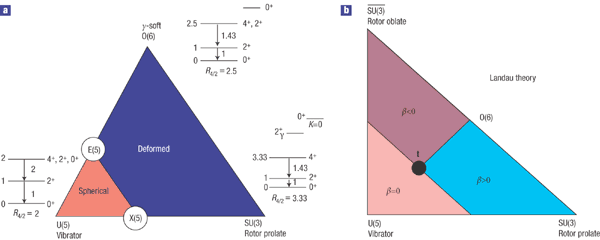 a
γ-soft
O(6)
0+
2.5 4+, 2+
1.43
1 2+
1
0 0+
R4/2 = 2.5
E(5)
Deformed
2 4+, 2+, 0+
2
1 2+
1
0 0+
R4/2 = 2
Spherical
X(5)
U(5)
Vibrator
0+
K=0
2+γ
3.33 4+
1.43
1 2+
1
0 0+
R4/2 = 3.33
SU(3)
Rotor prolate
b
SU(3)
Rotor oblate
Landau theory
β<0
O(6)
t
β>0
β=0
U(5)
Vibrator
SU(3)
Rotor prolate